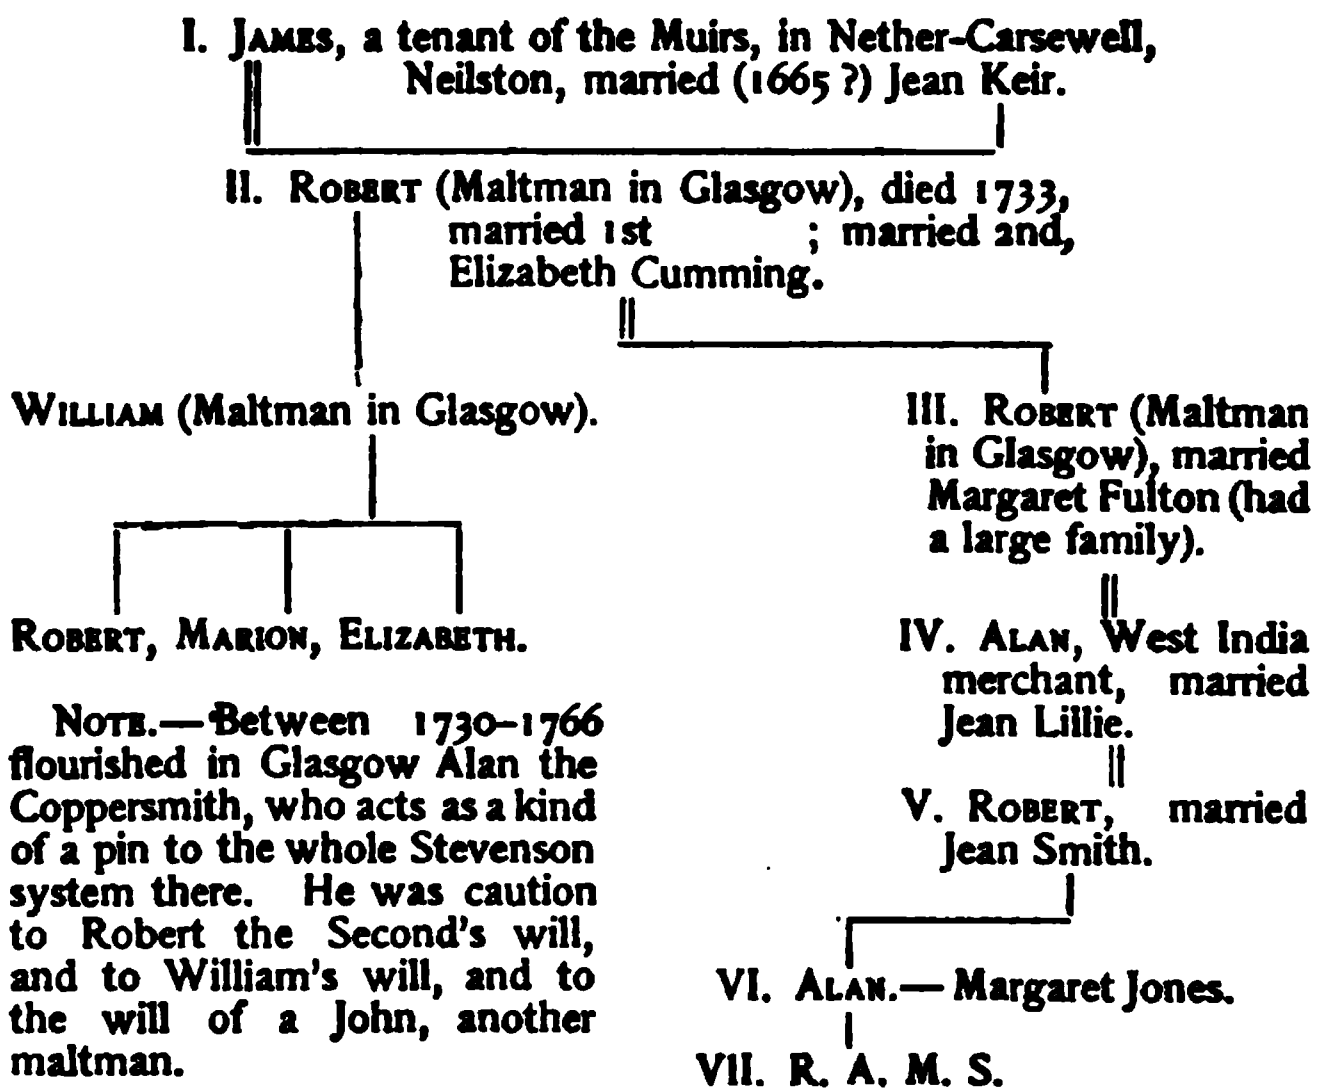 I. JAMES, a tenant of the Muirs, in Nether-Carsewell,
Neilston, married (1665 ?) Jean Keir.
II. ROBERT (Maltman in Glasgow), died 1733,
married 1st ; married 2nd,
Elizabeth Cumming.
WILLIAM (Maltman in Glasgow).
ROBERT, MARION, ELIZABETH.
NOTE.—Between 1730–1766
flourished in Glasgow Alan the
Coppersmith, who acts as a kind
of a pin to the whole Stevenson
system there. He was caution
to Robert the Second's will,
and to William's will, and to
the will of a John, another
maltman.
III. ROBERT (Maltman
in Glasgow), married
Margaret Fulton (had
a large family).
IV. ALAN, West India
merchant, married
Jean Lillie.
V. ROBERT, married
Jean Smith.
VI. ALAN.—Margaret Jones.
VII. R. A. M. S.